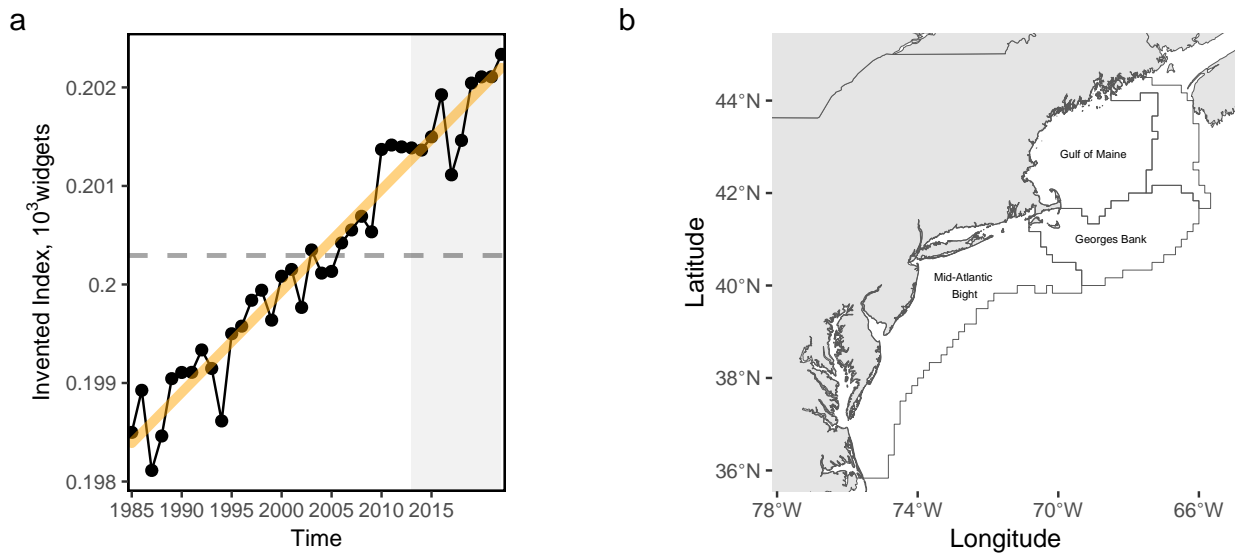 a
Invented Index, 10³widgets
0.202
0.201
0.2
0.199
0.198
1985 1990 1995 2000 2005 2010 2015
Time
b
Latitude
44°N
42°N
40°N
38°N
36°N
Gulf of Maine
Georges Bank
Mid-Atlantic
Bight
78°W 74°W 70°W 66°W
Longitude